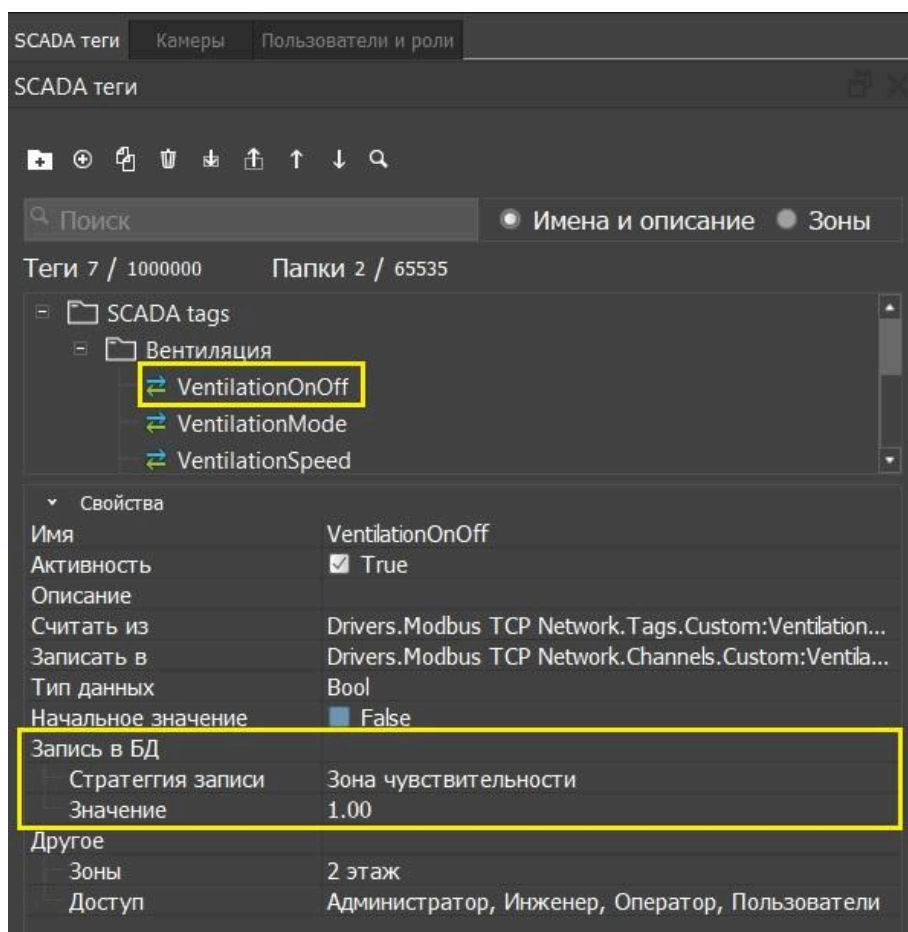 SCADA теги Камеры Пользователи и роли
SCADA теги
Поиск Имена и описание Зоны
Теги 7 / 1000000 Папки 2 / 65535
SCADA tags
Вентиляция
VentilationOnOff
VentilationMode
VentilationSpeed
Свойства
Имя VentilationOnOff
Активность True
Описание
Считать из Drivers.Modbus TCP Network.Tags.Custom:Ventilation...
Записать в Drivers.Modbus TCP Network.Channels.Custom:Ventila...
Тип данных Bool
Начальное значение False
Запись в БД
Стратеггия записи Зона чувствительности
Значение 1.00
Другое
Зоны 2 этаж
Доступ Администратор, Инженер, Оператор, Пользователи